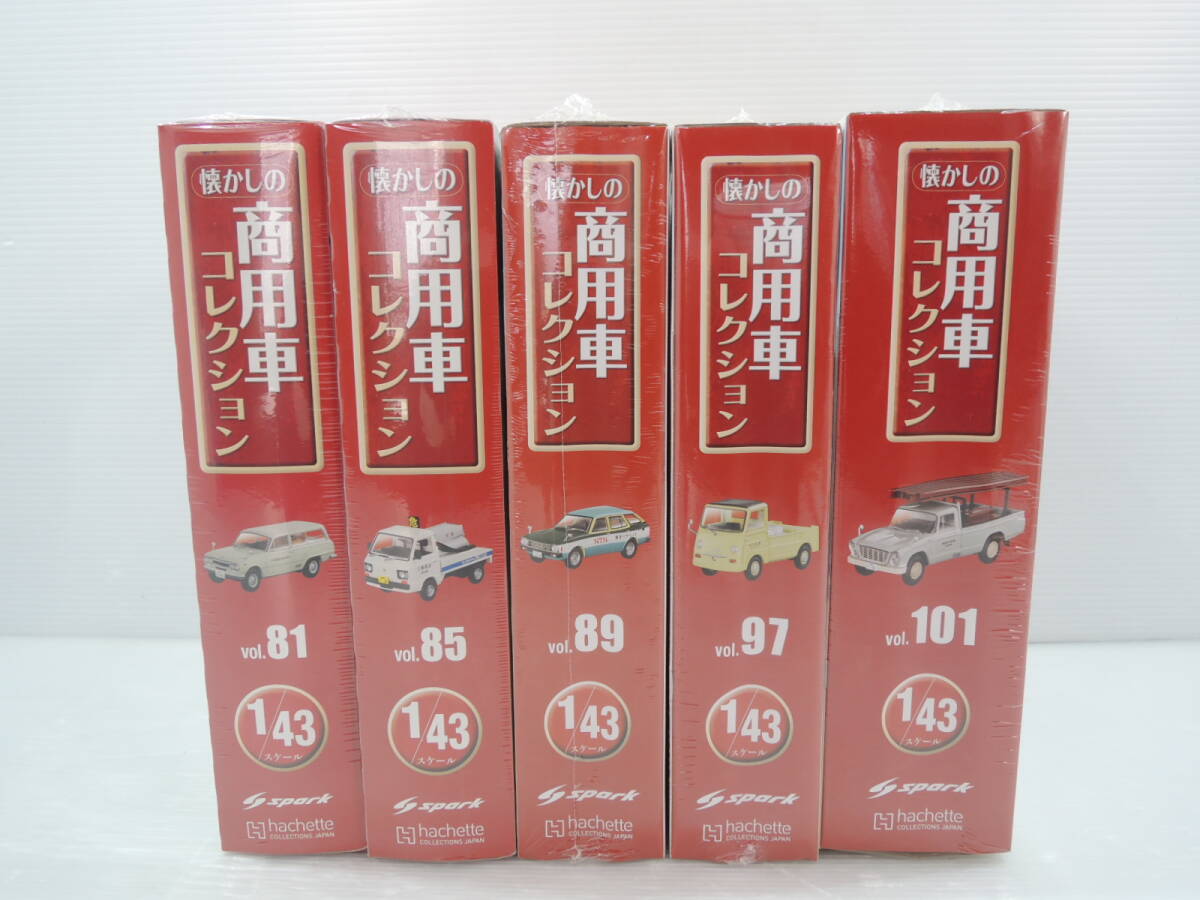 懐かしの
商用車
コレクション
vol.81
1/43
スケール
spark
hachette
COLLECTIONS JAPAN
懐かしの
商用車
コレクション
vol.85
1/43
スケール
spark
hachette
COLLECTIONS JAPAN
懐かしの
商用車
コレクション
vol.89
1/43
スケール
spark
hachette
COLLECTIONS JAPAN
懐かしの
商用車
コレクション
vol.97
1/43
スケール
spark
hachette
COLLECTIONS JAPAN
懐かしの
商用車
コレクション
vol.101
1/43
スケール
spark
hachette
COLLECTIONS JAPAN